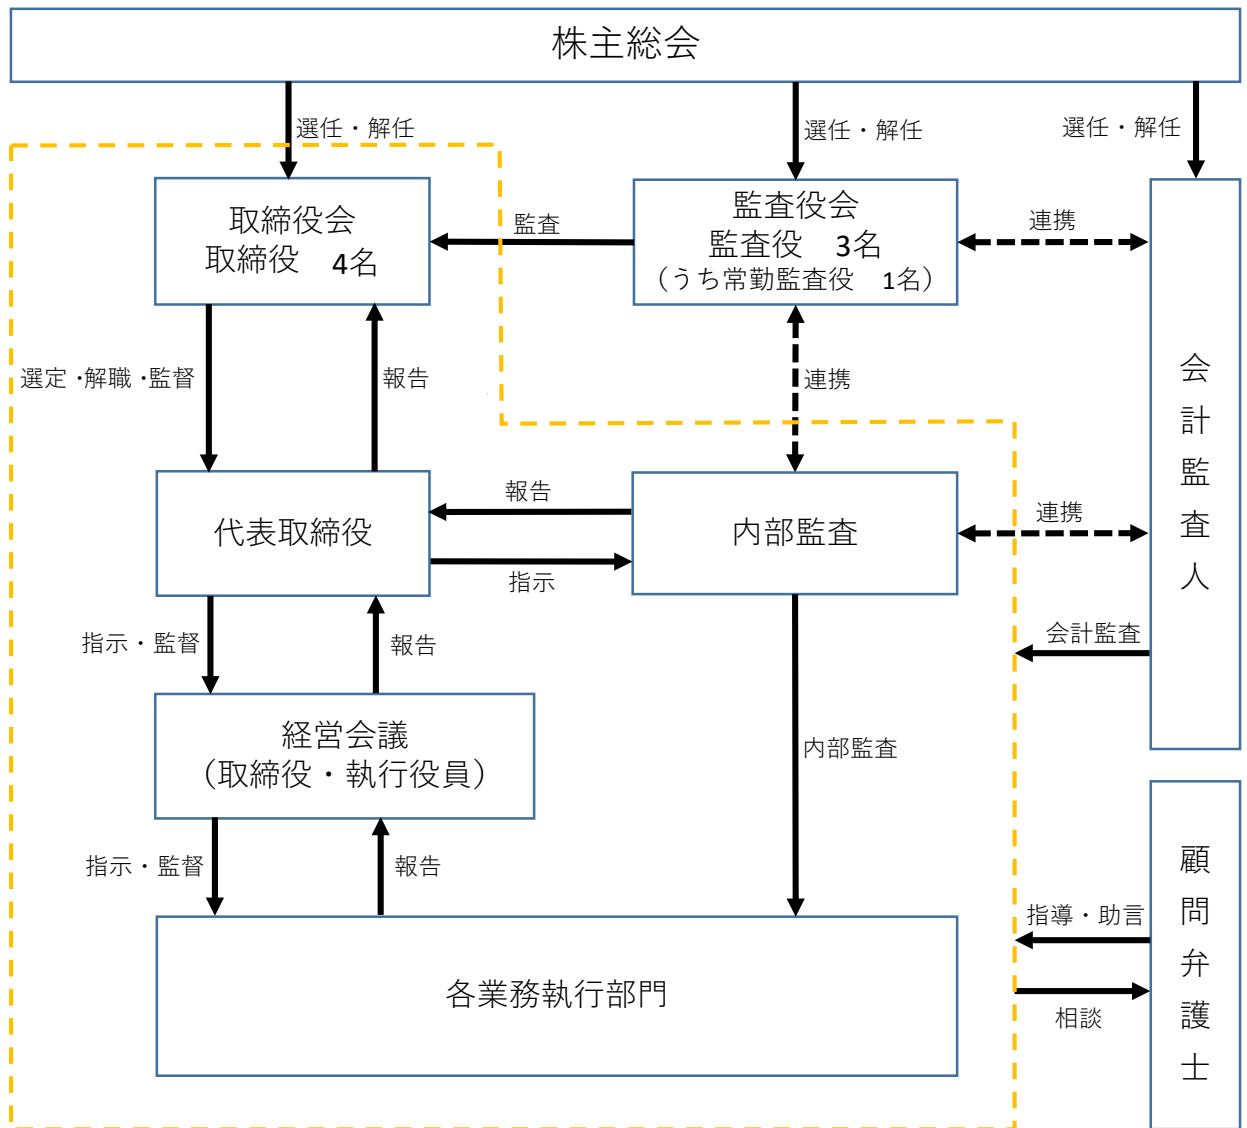 株主総会
選任・解任
選任・解任
選任・解任
取締役会
取締役 4名
監査
監査役会
監査役 3名
（うち常勤監査役 1名）
連携
会計監査人
選定・解職・監督
報告
連携
代表取締役
報告
指示
内部監査
連携
会計監査
指示・監督
報告
経営会議
（取締役・執行役員）
内部監査
指示・監督
報告
各業務執行部門
顧問弁護士
指導・助言
相談